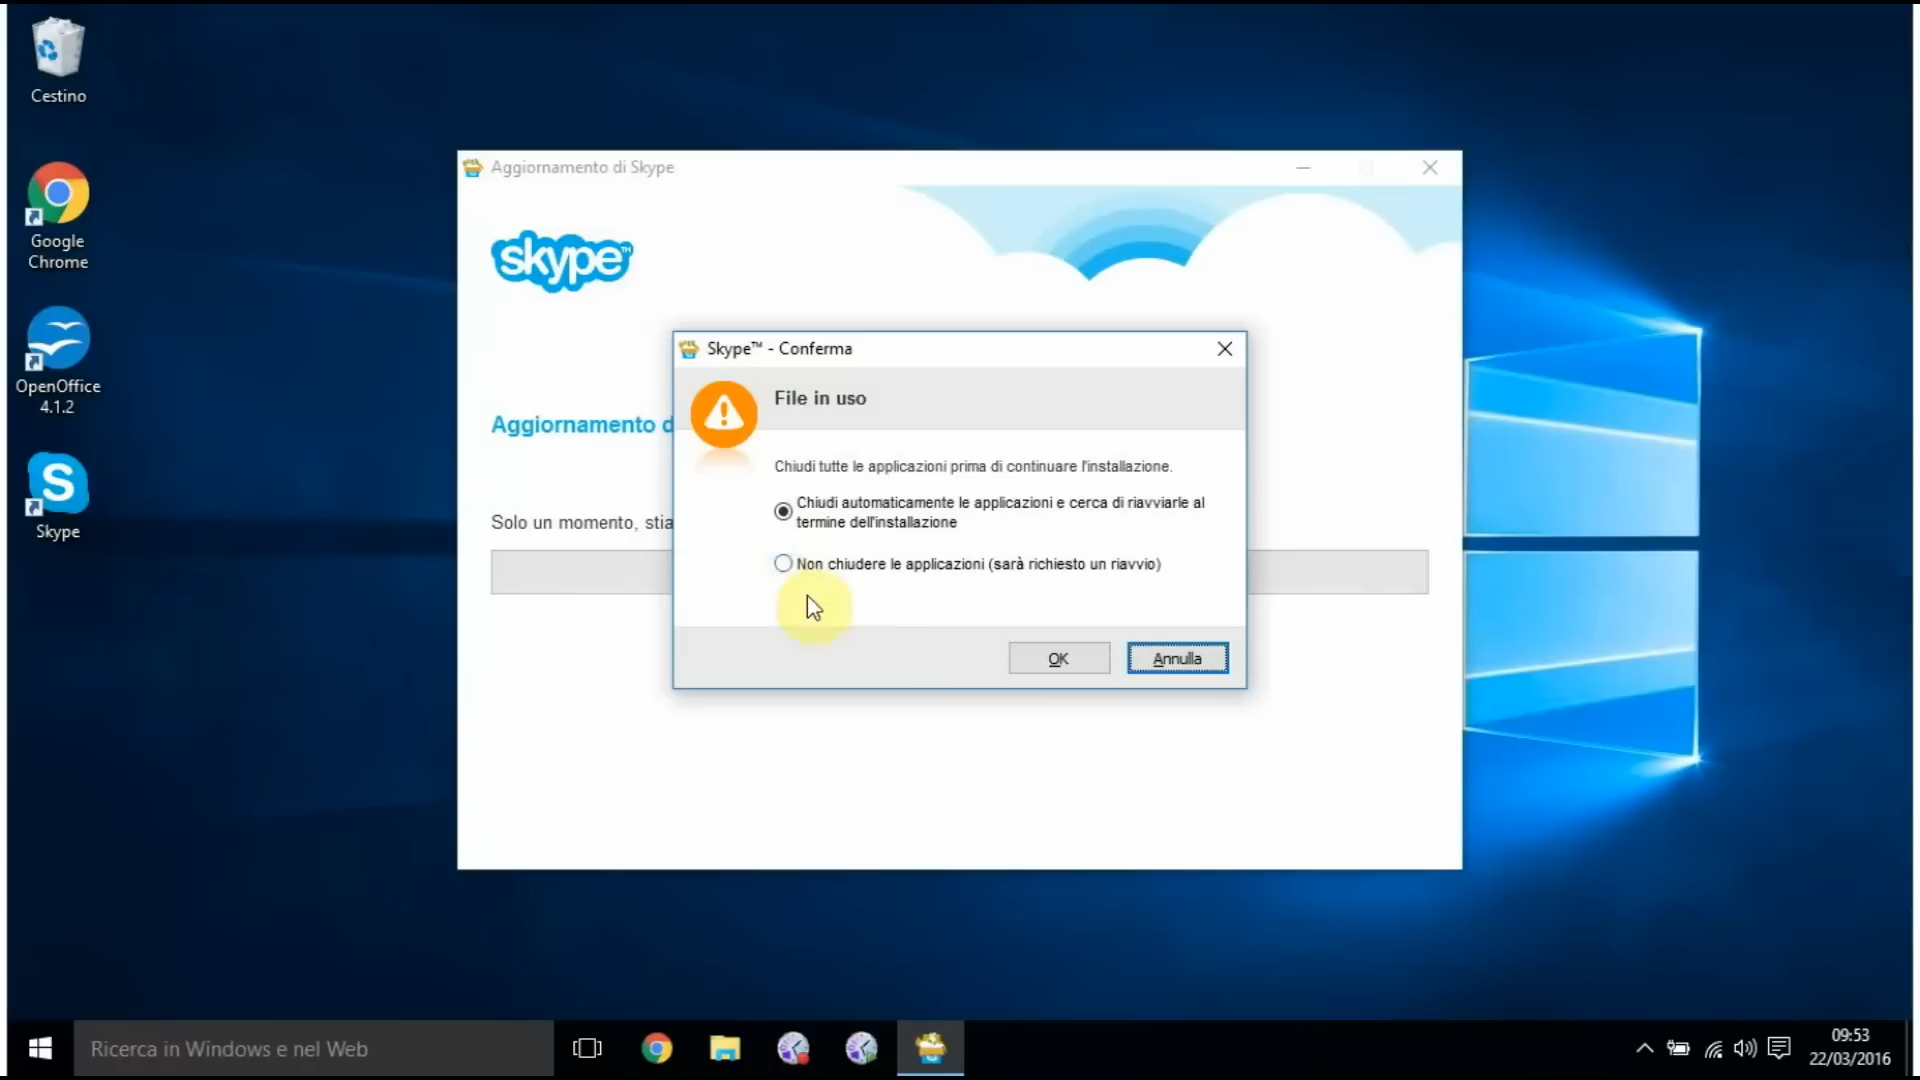 Cestino
Google
Chrome
OpenOffice
4.1.2
Skype
Aggiornamento di Skype
skype™
Aggiornamento d
Solo un momento, stia
Skype™ - Conferma
File in uso
Chiudi tutte le applicazioni prima di continuare l'installazione.
Chiudi automaticamente le applicazioni e cerca di riavviarle al
termine dell'installazione
Non chiudere le applicazioni (sarà richiesto un riavvio)
OK
Annulla
Ricerca in Windows e nel Web
09:53
22/03/2016